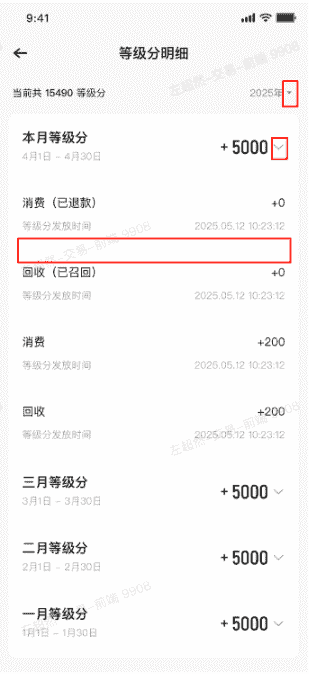 9:41
等级分明细
当前共 15490 等级分
2025年
本月等级分
+ 5000
4月1日 - 4月30日
消费（已退款）
+0
等级分发放时间
2025.05.12 10:23:12
回收（已召回）
+0
等级分发放时间
2025.05.12 10:23:12
消费
+200
等级分发放时间
2025.05.12 10:23:12
回收
+200
等级分发放时间
2025.05.12 10:23:12
三月等级分
+ 5000
3月1日 - 3月30日
二月等级分
+ 5000
2月1日 - 2月30日
一月等级分
+ 5000
1月1日 - 1月30日